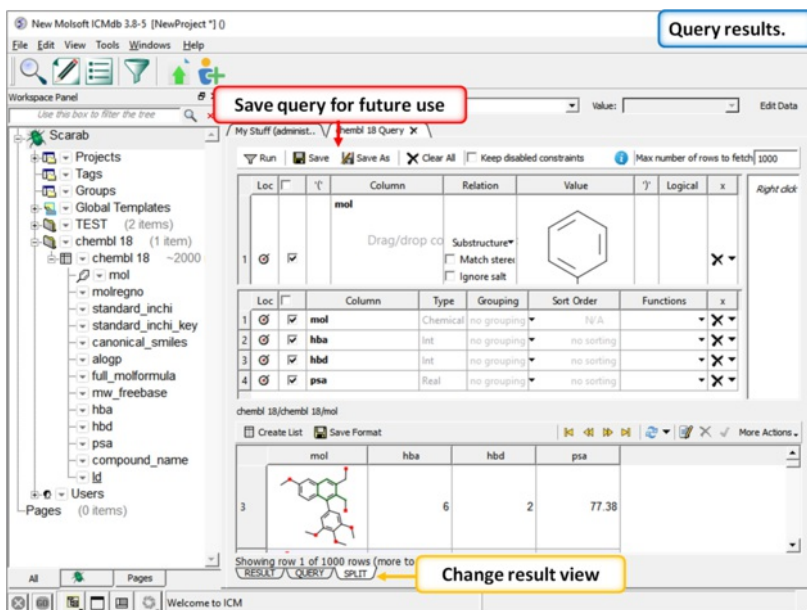 New Molsoft ICMdb 3.8-5 [NewProject *] ()
Query results.
File Edit View Tools Windows Help
Workspace Panel
Use this box to filter the tree
Save query for future use
Value:
Edit Data
My Stuff (administ..
chembl 18 Query
Run Save Save As Clear All Keep disabled constraints Max number of rows to fetch 1000
Loc '(' Column Relation Value ')' Logical x
Right click
mol
Drag/drop co
Substructure
Match stereo
Ignore salt
1
Loc Column Type Grouping Sort Order Functions x
1 mol Chemical no grouping N/A
2 hba Int no grouping no sorting
3 hbd Int no grouping no sorting
4 psa Real no grouping no sorting
chembl 18/chembl 18/mol
Create List Save Format More Actions
mol hba hbd psa
3 6 2 77.38
Showing row 1 of 1000 rows (more to
RESULT QUERY SPLIT
Change result view
Scarab
Projects
Tags
Groups
Global Templates
TEST (2 items)
chembl 18 (1 item)
chembl 18 ~2000
mol
molregno
standard_inchi
standard_inchi_key
canonical_smiles
alogp
full_molformula
mw_freebase
hba
hbd
psa
compound_name
Id
Users
Pages (0 items)
All Pages
GO
Welcome to ICM